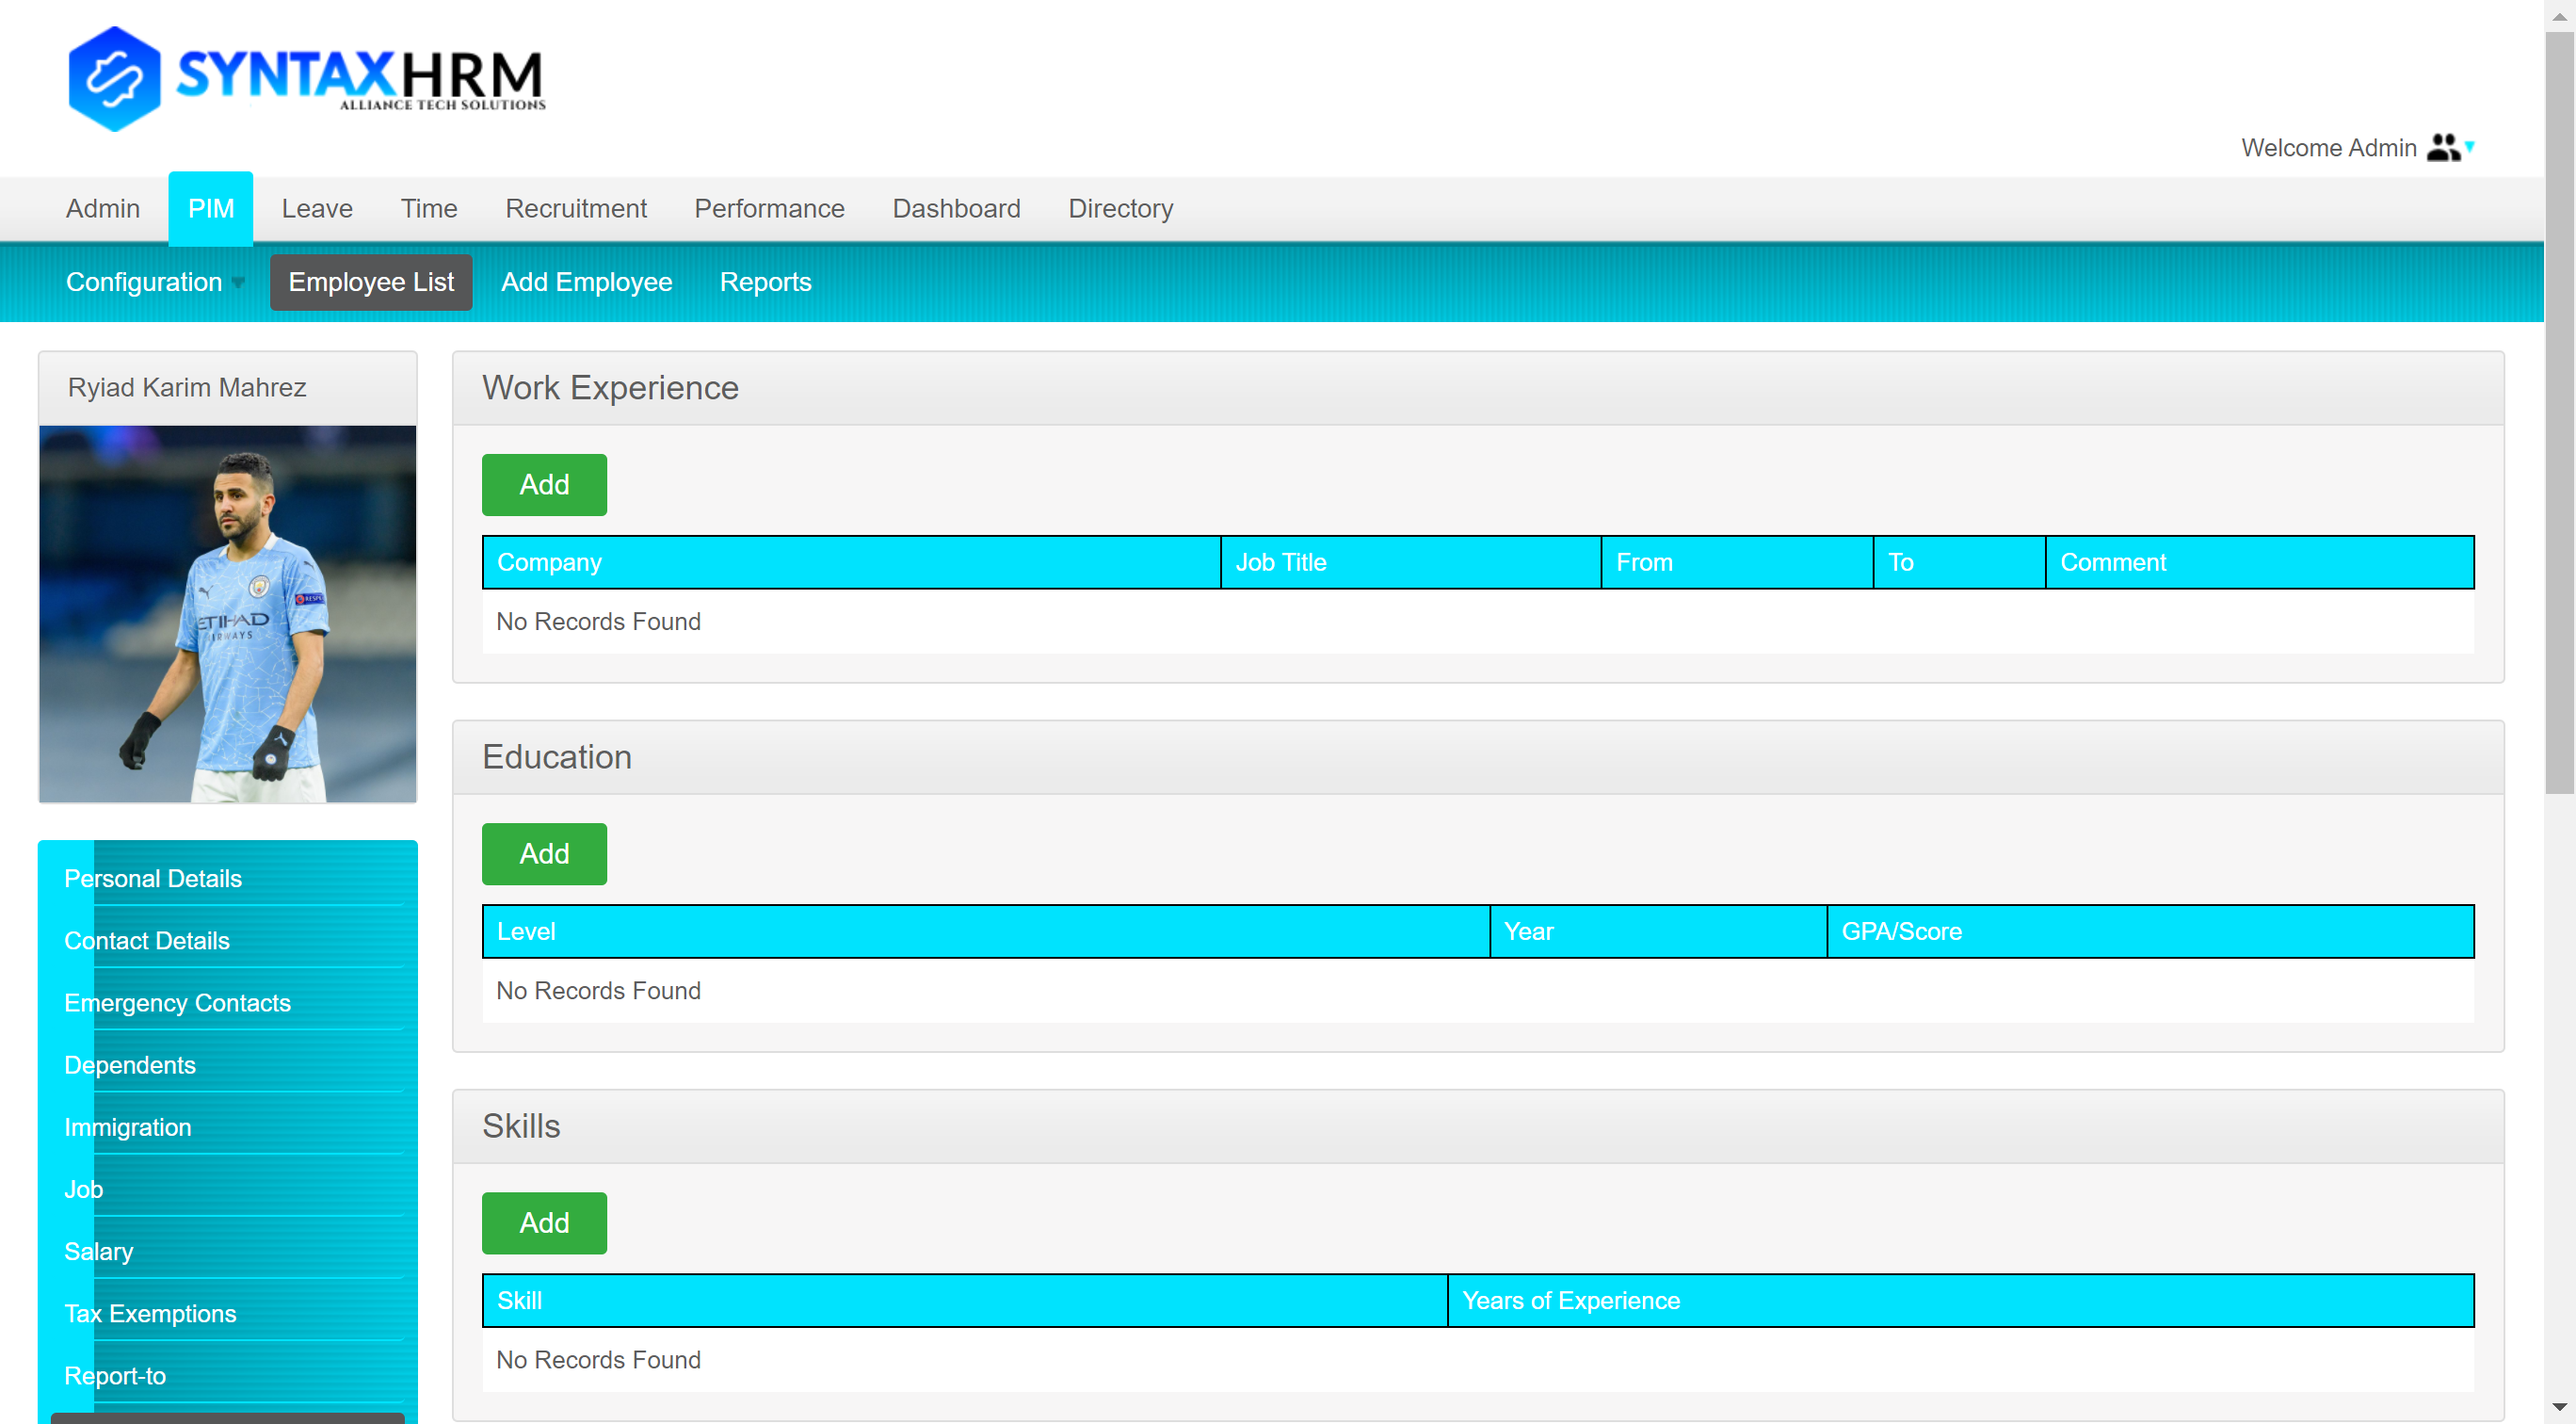 SYNTAXHRM
ALLIANCE TECH SOLUTIONS
Welcome Admin
Admin PIM Leave Time Recruitment Performance Dashboard Directory
Configuration Employee List Add Employee Reports
Ryiad Karim Mahrez
ETIHAD
AIRWAYS
RESPE
Personal Details
Contact Details
Emergency Contacts
Dependents
Immigration
Job
Salary
Tax Exemptions
Report-to
Work Experience
Add
Company Job Title From To Comment
No Records Found
Education
Add
Level Year GPA/Score
No Records Found
Skills
Add
Skill Years of Experience
No Records Found